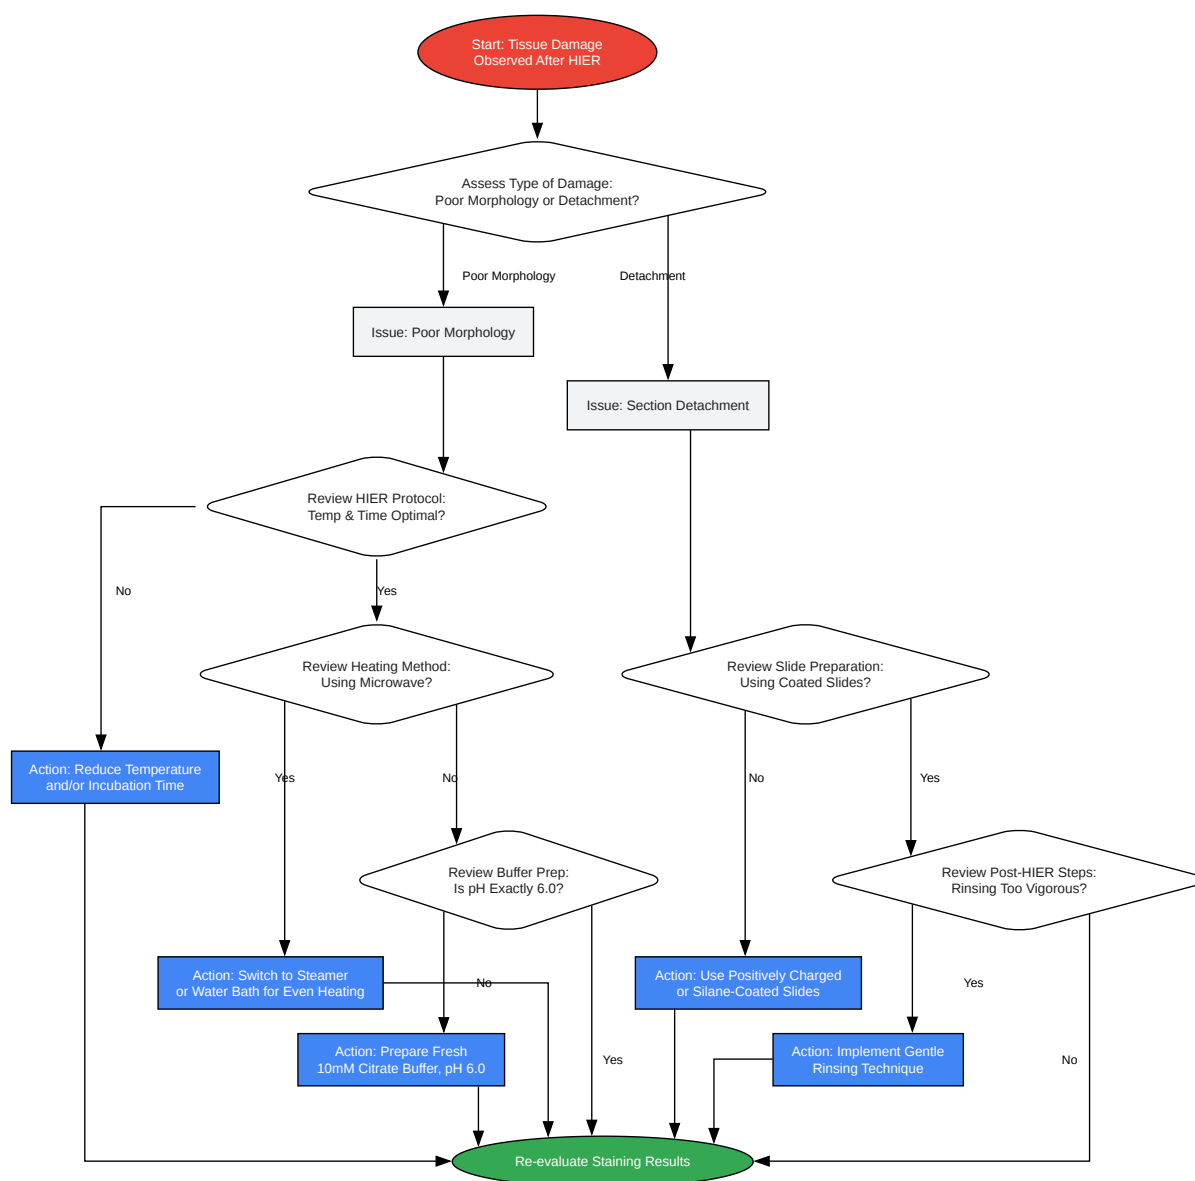 Start: Tissue Damage
Observed After HIER
Assess Type of Damage:
Poor Morphology or Detachment?
Poor Morphology
Detachment
Issue: Poor Morphology
Issue: Section Detachment
Review HIER Protocol:
Temp & Time Optimal?
No
Yes
Review Heating Method:
Using Microwave?
Review Slide Preparation:
Using Coated Slides?
Action: Reduce Temperature
and/or Incubation Time
Yes
No
No
Yes
Review Buffer Prep:
Is pH Exactly 6.0?
Review Post-HIER Steps:
Rinsing Too Vigorous?
Action: Switch to Steamer
or Water Bath for Even Heating
No
Action: Use Positively Charged
or Silane-Coated Slides
Yes
Action: Prepare Fresh
10mM Citrate Buffer, pH 6.0
Yes
Action: Implement Gentle
Rinsing Technique
No
Re-evaluate Staining Results